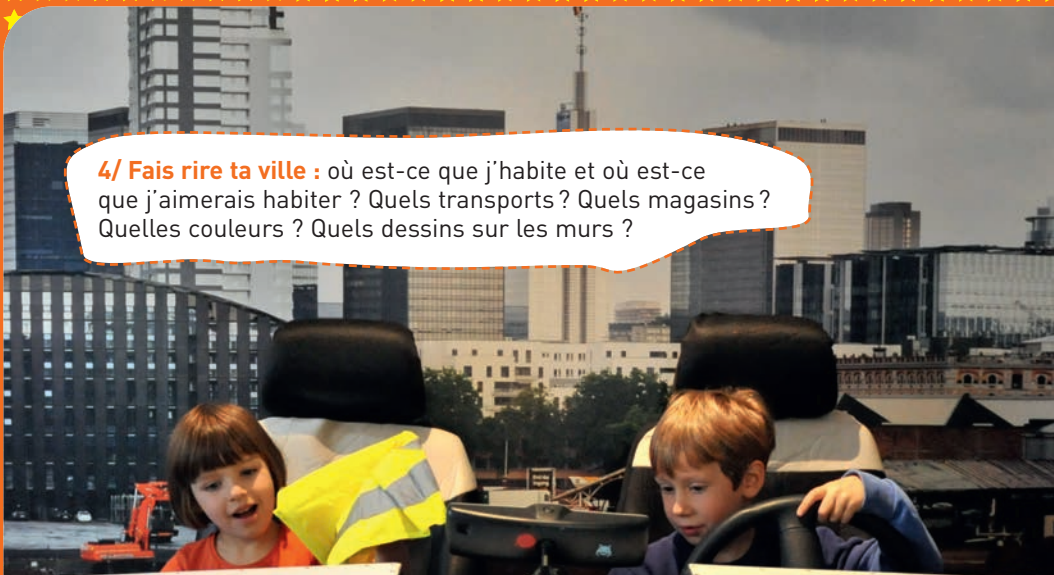 4/ Fais rire ta ville : où est-ce que j’habite et où est-ce
que j’aimerais habiter ? Quels transports ? Quels magasins ?
Quelles couleurs ? Quels dessins sur les murs ?